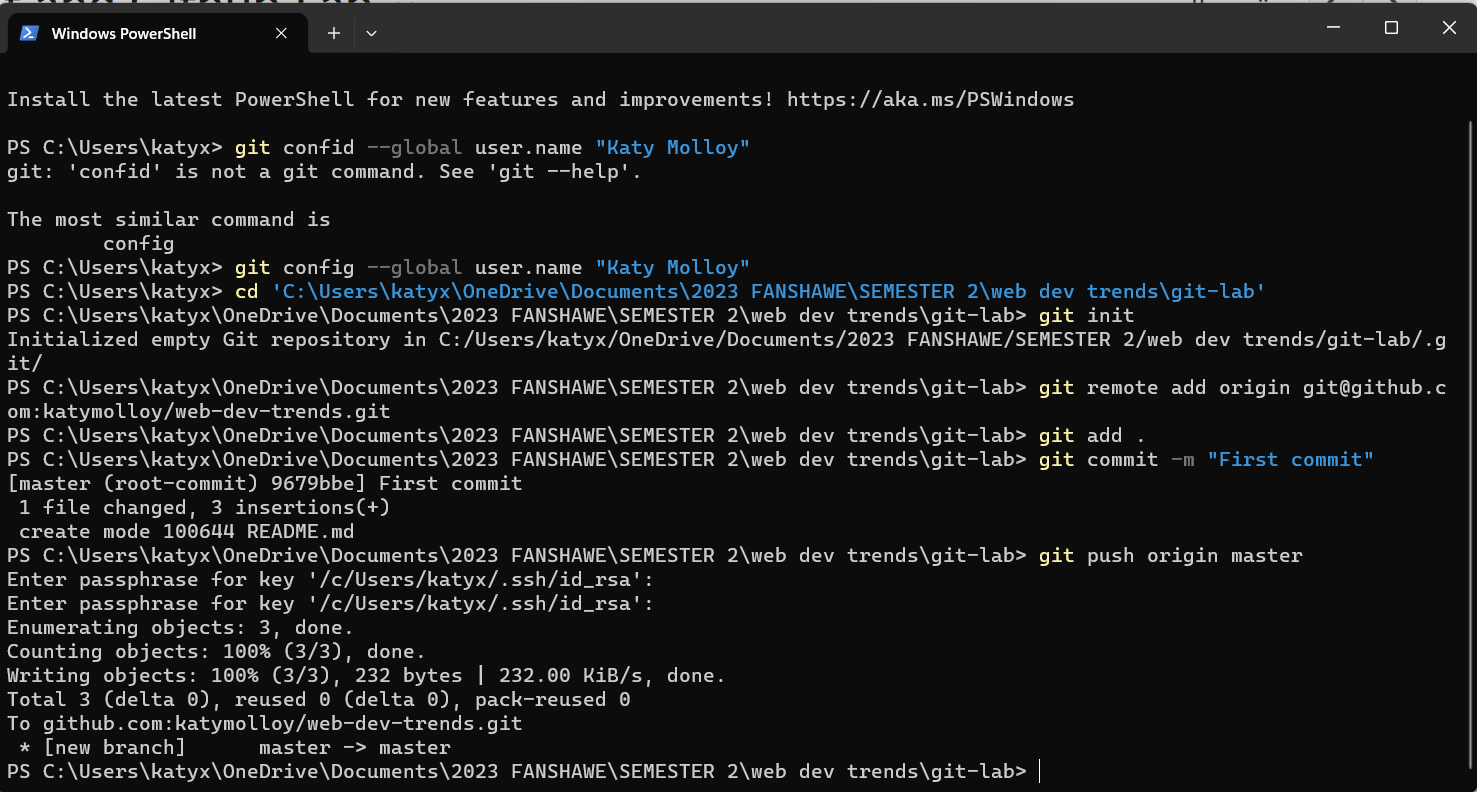 Windows PowerShell
Install the latest PowerShell for new features and improvements! https://aka.ms/PSWindows
PS C:\Users\katyx> git confid --global user.name "Katy Molloy"
git: 'confid' is not a git command. See 'git --help'.
The most similar command is
        config
PS C:\Users\katyx> git config --global user.name "Katy Molloy"
PS C:\Users\katyx> cd 'C:\Users\katyx\OneDrive\Documents\2023 FANSHAWE\SEMESTER 2\web dev trends\git-lab'
PS C:\Users\katyx\OneDrive\Documents\2023 FANSHAWE\SEMESTER 2\web dev trends\git-lab> git init
Initialized empty Git repository in C:/Users/katyx/OneDrive/Documents/2023 FANSHAWE/SEMESTER 2/web dev trends/git-lab/.g
it/
PS C:\Users\katyx\OneDrive\Documents\2023 FANSHAWE\SEMESTER 2\web dev trends\git-lab> git remote add origin git@github.c
om:katymolloy/web-dev-trends.git
PS C:\Users\katyx\OneDrive\Documents\2023 FANSHAWE\SEMESTER 2\web dev trends\git-lab> git add .
PS C:\Users\katyx\OneDrive\Documents\2023 FANSHAWE\SEMESTER 2\web dev trends\git-lab> git commit -m "First commit"
[master (root-commit) 9679bbe] First commit
 1 file changed, 3 insertions(+)
 create mode 100644 README.md
PS C:\Users\katyx\OneDrive\Documents\2023 FANSHAWE\SEMESTER 2\web dev trends\git-lab> git push origin master
Enter passphrase for key '/c/Users/katyx/.ssh/id_rsa':
Enter passphrase for key '/c/Users/katyx/.ssh/id_rsa':
Enumerating objects: 3, done.
Counting objects: 100% (3/3), done.
Writing objects: 100% (3/3), 232 bytes | 232.00 KiB/s, done.
Total 3 (delta 0), reused 0 (delta 0), pack-reused 0
To github.com:katymolloy/web-dev-trends.git
 * [new branch]      master -> master
PS C:\Users\katyx\OneDrive\Documents\2023 FANSHAWE\SEMESTER 2\web dev trends\git-lab>